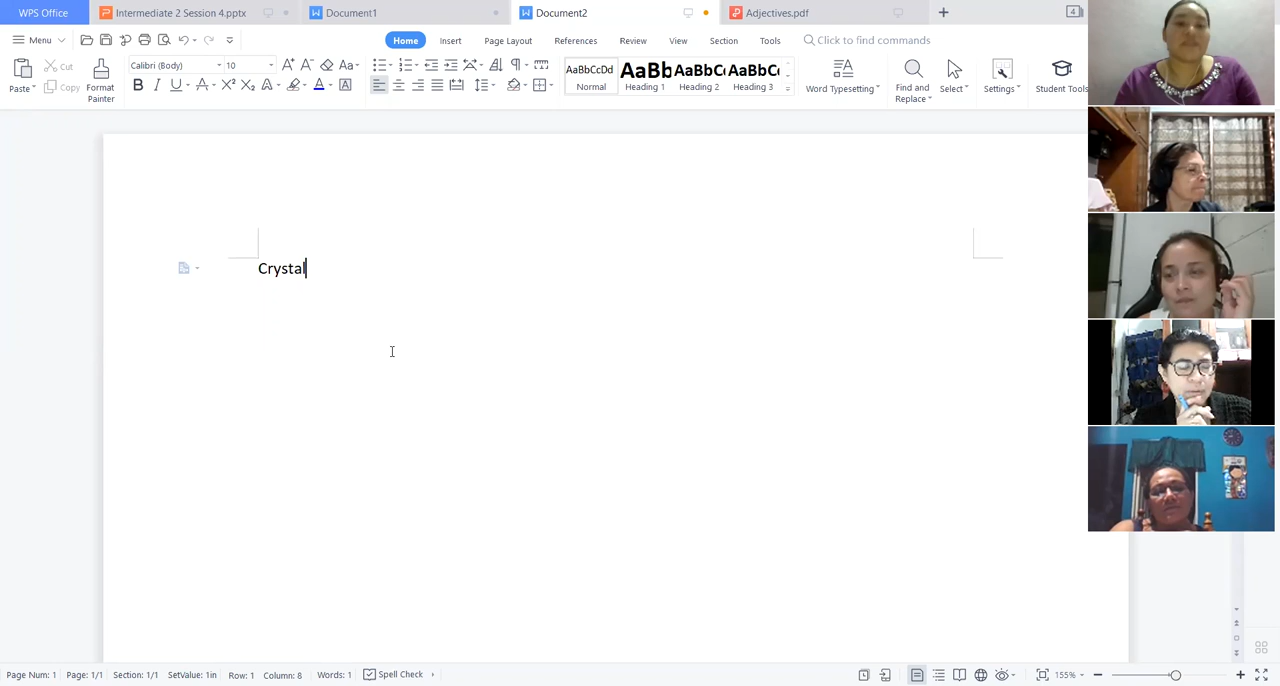 WPS Office Intermediate 2 Session 4.pptx Document1 Document2 Adjectives.pdf 4
Menu Home Insert Page Layout References Review View Section Tools Click to find commands
Paste Cut Copy Format Painter Calibri (Body) 10
AaBbCcDd Normal AaBb Heading 1 AaBbCc Heading 2 AaBbCc Heading 3
Word Typesetting Find and Replace Select Settings Student Tools
Crystal
Page Num: 1 Page: 1/1 Section: 1/1 SetValue: 1in Row: 1 Column: 8 Words: 1 Spell Check 155%